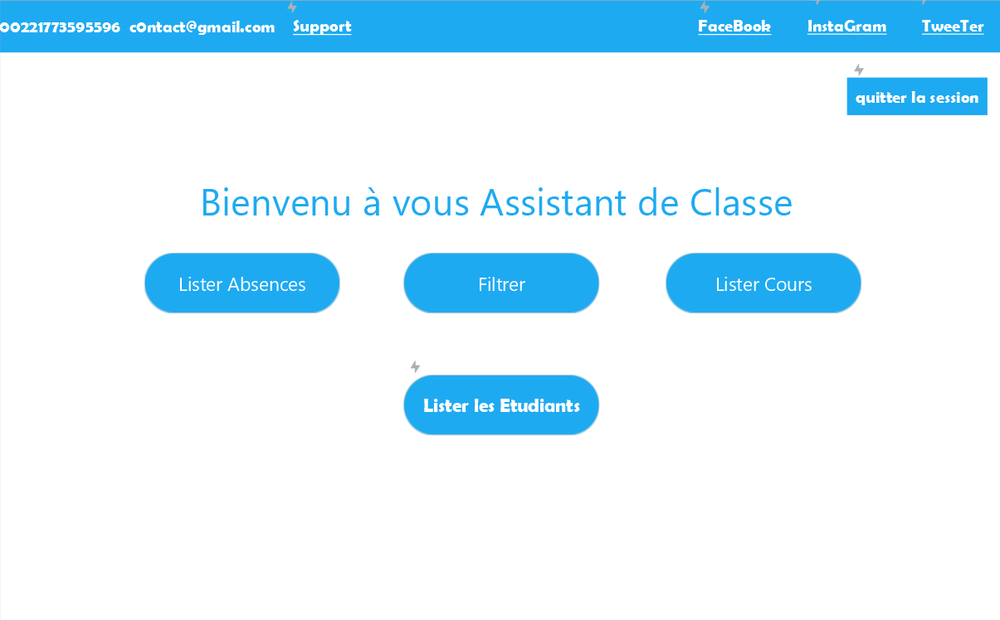 00221773595596 c0ntact@gmail.com Support FaceBook InstaGram TweeTer
quitter la session
Bienvenu à vous Assistant de Classe
Lister Absences Filtrer Lister Cours
Lister les Etudiants